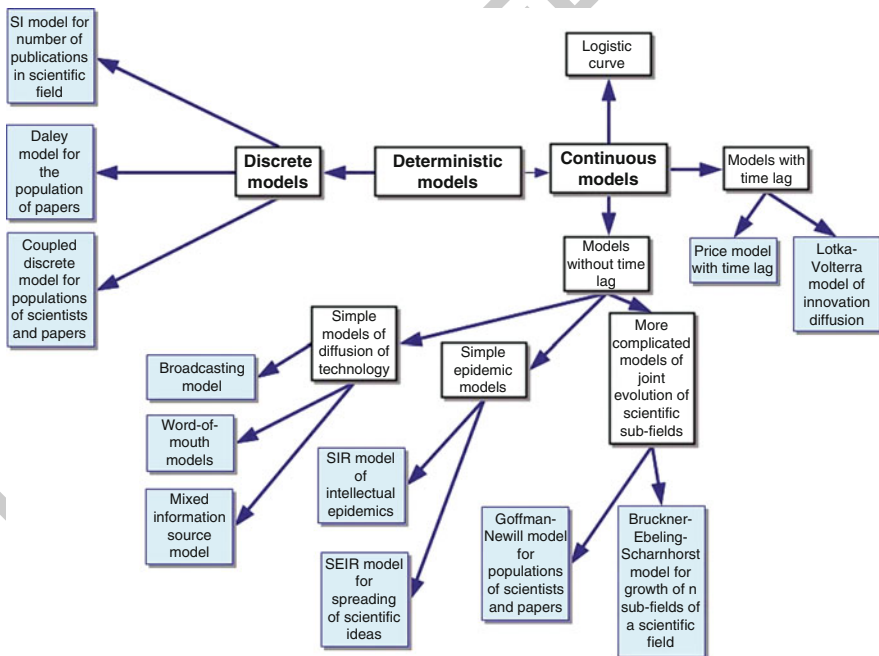 SI model for
number of
publications
in scientific
field
Logistic
curve
Daley
model for
the
population
of papers
Discrete
models
Deterministic
models
Continuous
models
Models with
time lag
Coupled
discrete
model for
populations
of scientists
and papers
Models
without time
lag
Price model
with time lag
Lotka-
Volterra
model of
innovation
diffusion
Simple
models of
diffusion of
technology
Simple
epidemic
models
More
complicated
models of
joint
evolution of
scientific
sub-fields
Broadcasting
model
Word-of-
mouth
models
Mixed
information
source
model
SIR model
of
intellectual
epidemics
SEIR model
for
spreading
of scientific
ideas
Goffman-
Newill model
for
populations
of scientists
and papers
Bruckner-
Ebeling-
Scharnhorst
model for
growth of n
sub-fields of
a scientific
field